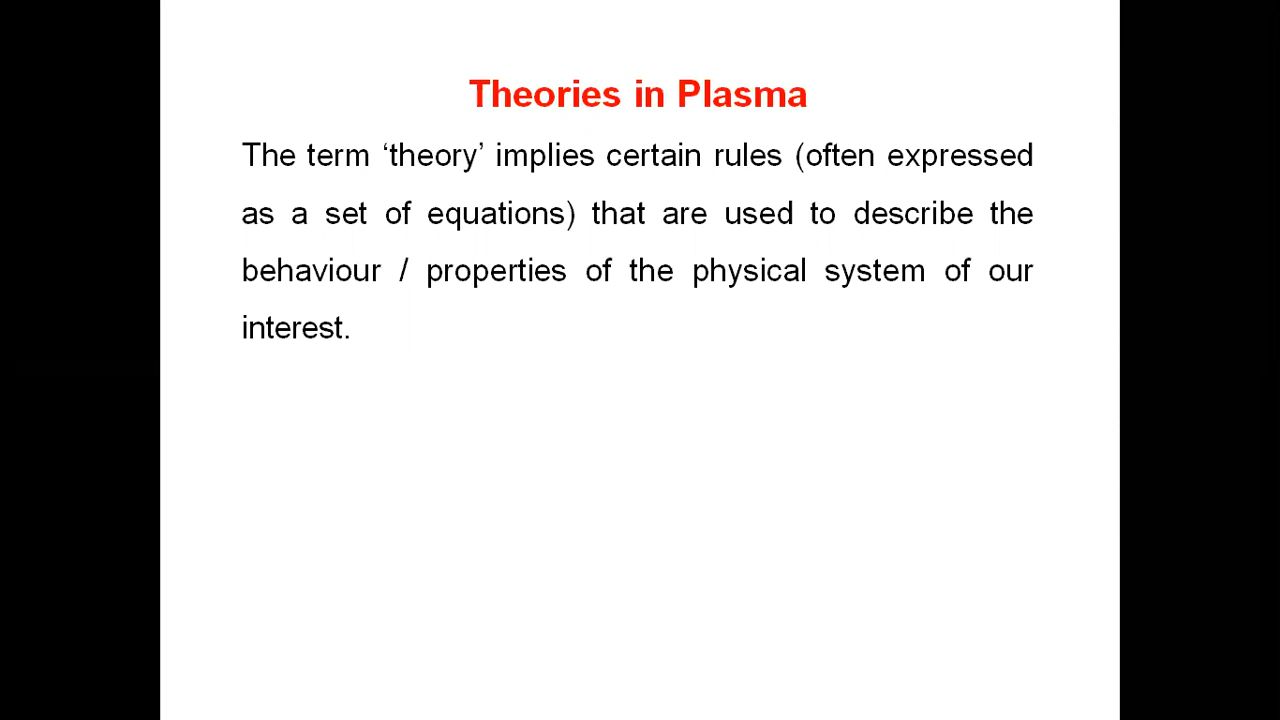 Theories in Plasma
The term ‘theory’ implies certain rules (often expressed
as a set of equations) that are used to describe the
behaviour / properties of the physical system of our
interest.